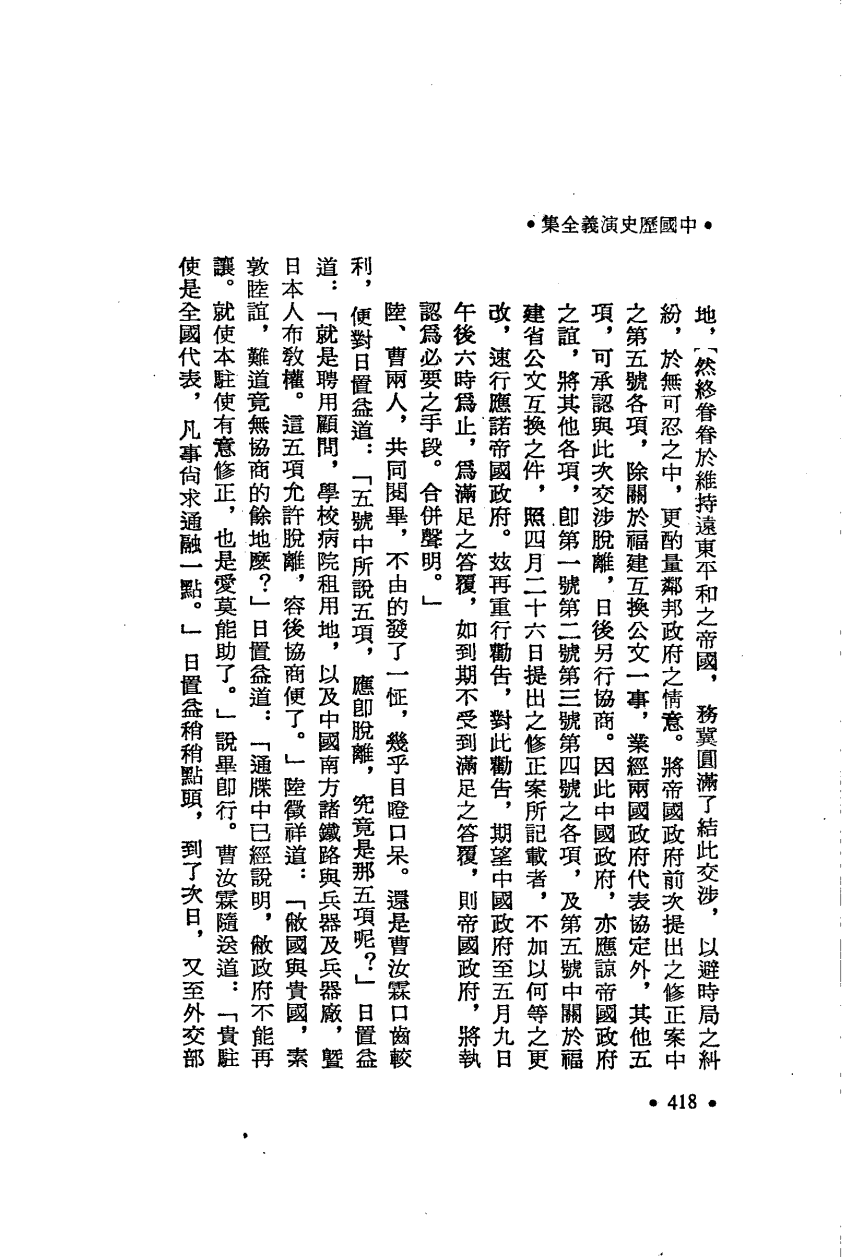 •中國歷史演義全集•
地，然終眷眷於維持遠東平和之帝國，務冀圓滿了結此交涉，以避時局之糾
紛，於無可忍之中，更酌量鄰邦政府之情意。將帝國政府前次提出之修正案中
之第五號各項，除關於福建互換公文一事，業經兩國政府代表協定外，其他五
項，可承認與此次交涉脫離，日後另行協商。因此中國政府，亦應諒帝國政府
之誼，將其他各項，卽第一號第二號第三號第四號之各項，及第五號中關於福
建省公文互換之件，照四月二十六日提出之修正案所記載者，不加以何等之更
改，速行應諾帝國政府。玆再重行勸告，對此勸告，期望中國政府至五月九日
午後六時爲止，爲滿足之答覆，如到期不受到滿足之答覆，則帝國政府，將執
認爲必要之手段。合併聲明。」
陸、曹兩人，共同閱畢，不由的發了一怔，幾乎目瞪口呆。還是曹汝霖口齒較
利，便對日置益道：「五號中所說五項，應卽脫離，究竟是那五項呢？」日置益
道：「就是聘用顧問，學校病院租用地，以及中國南方諸鐵路與兵器及兵器廠，曁
日本人布敎權。這五項允許脫離，容後協商便了。」陸徵祥道：「敝國與貴國，素
敦睦誼，難道竟無協商的餘地麼？」日置益道：「通牒中已經說明，敝政府不能再
讓。就使本駐使有意修正，也是愛莫能助了。」說畢卽行。曹汝霖隨送道：「貴駐
使是全國代表，凡事尙求通融一點。」日置益稍稍點頭，到了次日，又至外交部
•418•